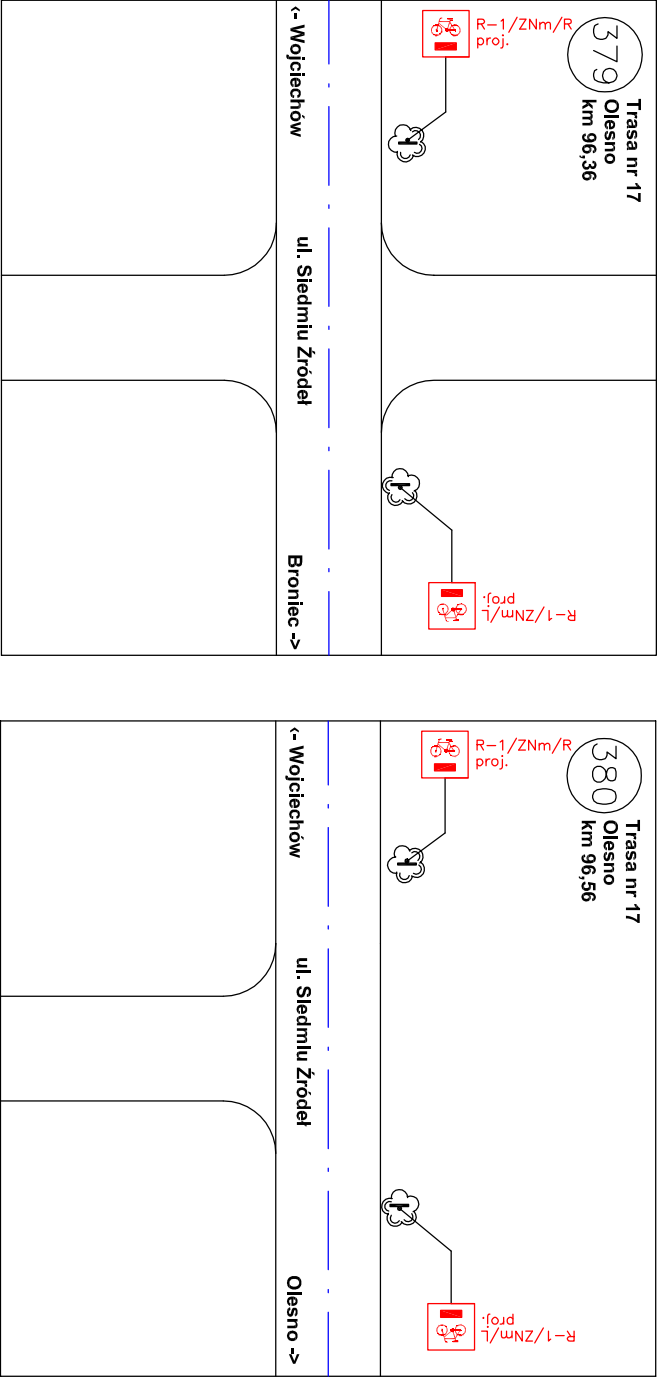 379
Trasa nr 17
Olesno
km 96,36
R-1/ZNm/R
proj.
<- Wojciechów
ul. Siedmiu Źródeł
Broniec ->
R-1/ZNm/L
proj.
380
Trasa nr 17
Olesno
km 96,56
R-1/ZNm/R
proj.
<- Wojciechów
ul. Siedmiu Źródeł
Olesno ->
R-1/ZNm/L
proj.